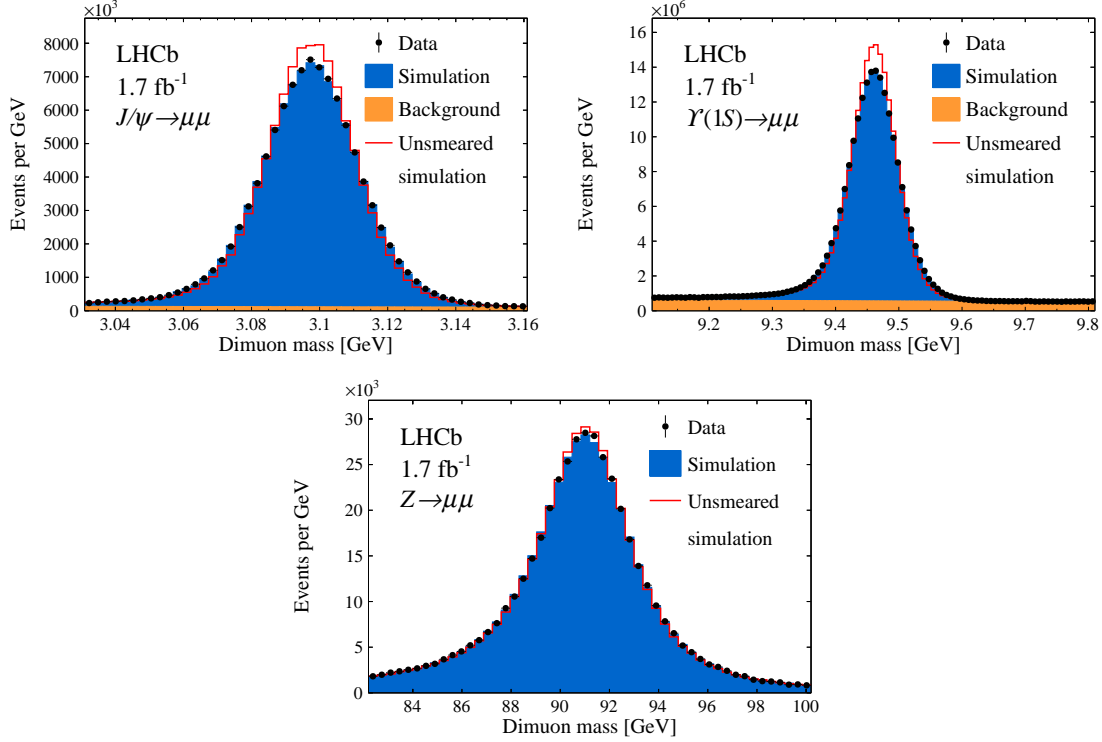 ×10³
8000
7000
6000
5000
4000
3000
2000
1000
0
Events per GeV
LHCb
1.7 fb⁻¹
J/ψ→μμ
Data
Simulation
Background
Unsmeared
simulation
3.04 3.06 3.08 3.1 3.12 3.14 3.16
Dimuon mass [GeV]
×10⁶
16
14
12
10
8
6
4
2
0
Events per GeV
LHCb
1.7 fb⁻¹
ϒ(1S)→μμ
Data
Simulation
Background
Unsmeared
simulation
9.2 9.3 9.4 9.5 9.6 9.7 9.8
Dimuon mass [GeV]
×10³
30
25
20
15
10
5
0
Events per GeV
LHCb
1.7 fb⁻¹
Z→μμ
Data
Simulation
Unsmeared
simulation
84 86 88 90 92 94 96 98 100
Dimuon mass [GeV]